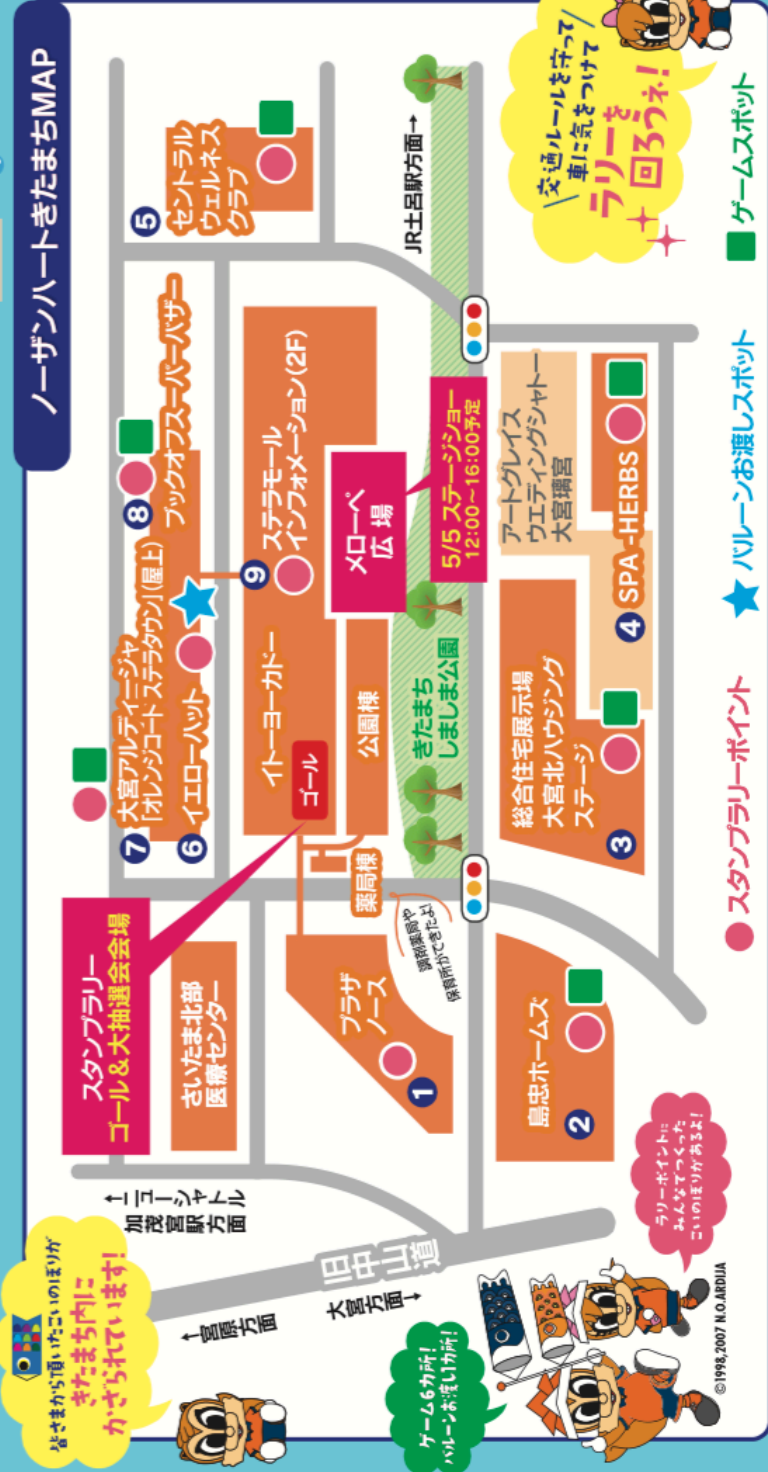 ノーザンハートきたまちMAP
皆さまから頂いたこいのぼりが
きたまち内に
かざられています!
↑ニューシャトル
加茂宮駅方面
↑宮原方面
旧中山道
大宮方面→
スタンプラリー
ゴール&大抽選会会場
さいたま北部
医療センター
プラザ
ノース
1
島忠ホームズ
2
調剤薬局や
保育所ができたよ!
薬局棟
7
大宮アルディージャ
「オレンジコード ステラタウン」(屋上)
6
イエローハット
8
ブックオフスーパーバザー
5
セントラル
ウェルネス
クラブ
イトーヨーカドー
ゴール
9
ステラモール
インフォメーション(2F)
公園棟
メローペ
広場
きたまち
しましま公園
5/5 ステージショー
12:00〜16:00予定
JR土呂駅方面→
総合住宅展示場
大宮北ハウジング
ステージ
3
アートグレイス
ウエディングシャトー
大宮璃宮
4
SPA-HERBS
\交通ルールを守って/
車に気をつけて
ラリーを
回ろうネ!
ゲーム6カ所!
バルーンお渡し1カ所!
ラリーポイントに
みんなでつくった
こいのぼりがあるよ!
©1998,2007 N.O.ARDIJA
スタンプラリーポイント
バルーンお渡しスポット
ゲームスポット